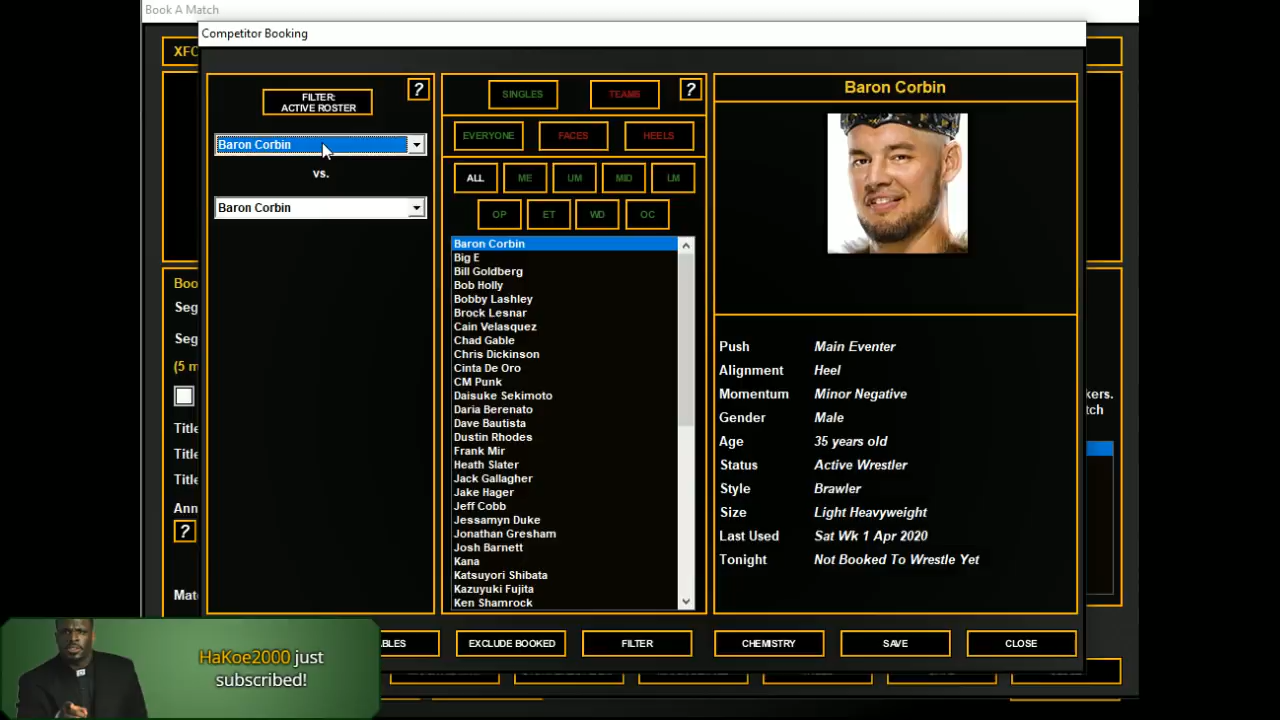 Book A Match
Competitor Booking
XFC
FILTER:
ACTIVE ROSTER
?
Baron Corbin
vs.
Baron Corbin
SINGLES
TEAMS
?
EVERYONE
FACES
HEELS
ALL
ME
UM
MID
LM
OP
ET
WD
OC
Baron Corbin
Big E
Bill Goldberg
Bob Holly
Bobby Lashley
Brock Lesnar
Cain Velasquez
Chad Gable
Chris Dickinson
Cinta De Oro
CM Punk
Daisuke Sekimoto
Daria Berenato
Dave Bautista
Dustin Rhodes
Frank Mir
Heath Slater
Jack Gallagher
Jake Hager
Jeff Cobb
Jessamyn Duke
Jonathan Gresham
Josh Barnett
Kana
Katsuyori Shibata
Kazuyuki Fujita
Ken Shamrock
Baron Corbin
Push Main Eventer
Alignment Heel
Momentum Minor Negative
Gender Male
Age 35 years old
Status Active Wrestler
Style Brawler
Size Light Heavyweight
Last Used Sat Wk 1 Apr 2020
Tonight Not Booked To Wrestle Yet
Boo
Seg
Seg
(5 m
Title
Title
Title
Ann
?
Mat
kers.
tch
BLES
EXCLUDE BOOKED
FILTER
CHEMISTRY
SAVE
CLOSE
HaKoe2000 just
subscribed!